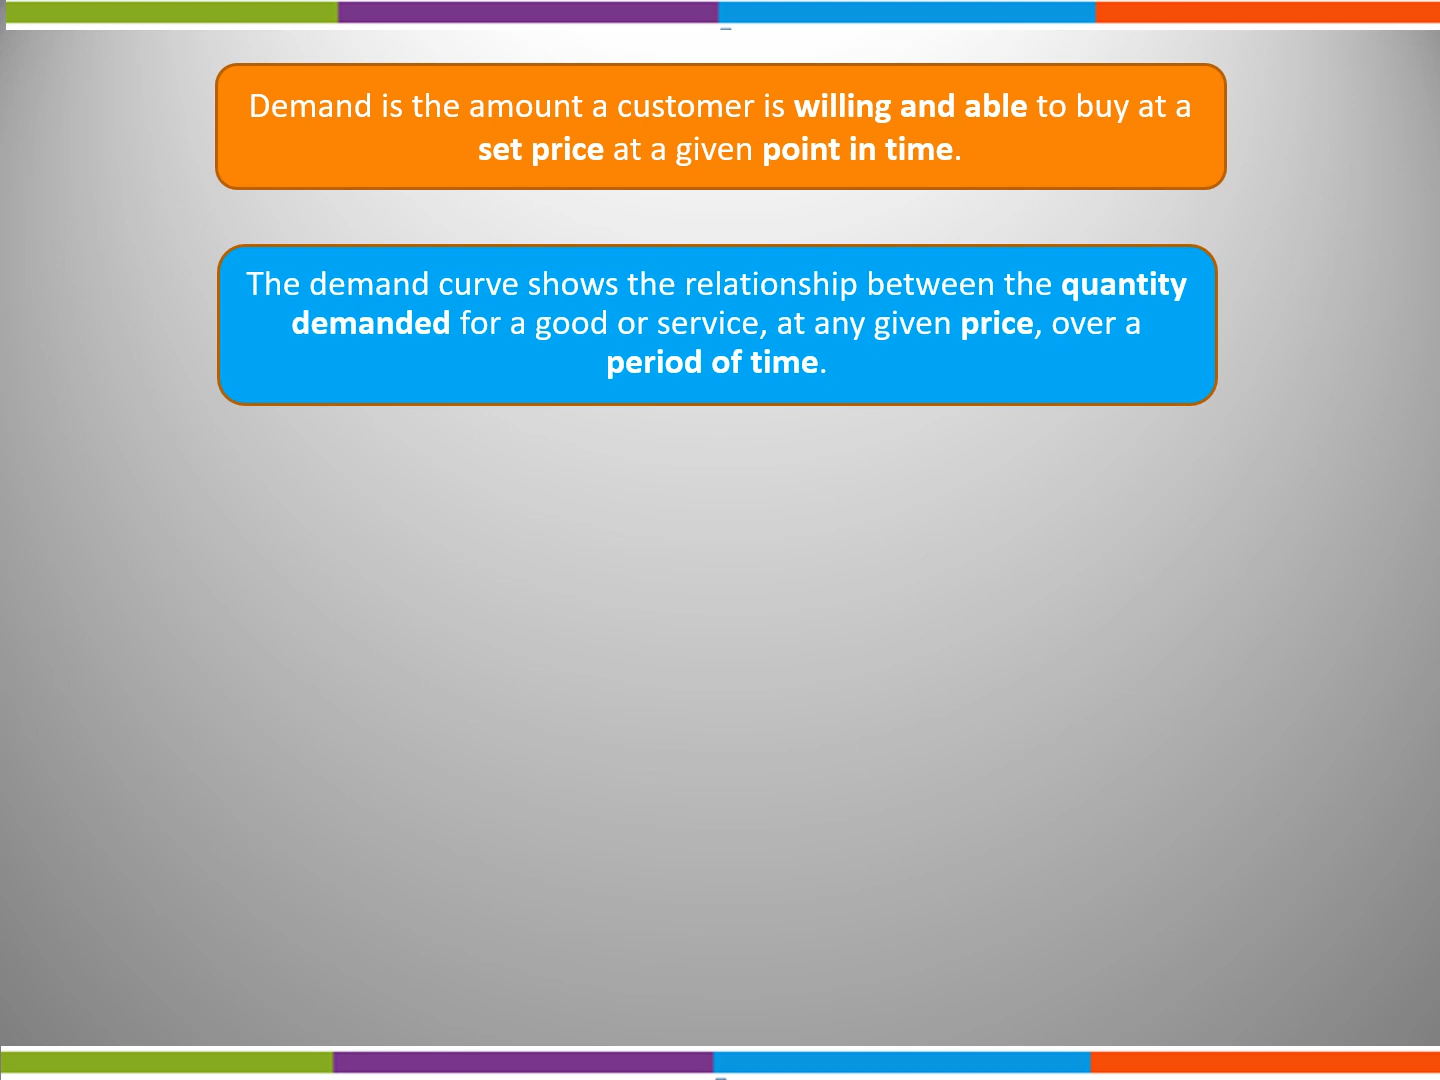 Demand is the amount a customer is willing and able to buy at a
set price at a given point in time.
The demand curve shows the relationship between the quantity
demanded for a good or service, at any given price, over a
period of time.